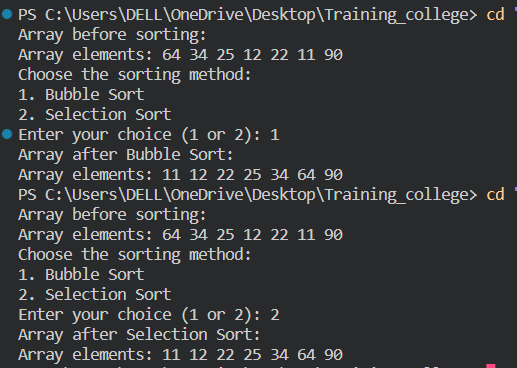 PS C:\Users\DELL\OneDrive\Desktop\Training_college> cd "
Array before sorting:
Array elements: 64 34 25 12 22 11 90
Choose the sorting method:
1. Bubble Sort
2. Selection Sort
Enter your choice (1 or 2): 1
Array after Bubble Sort:
Array elements: 11 12 22 25 34 64 90
PS C:\Users\DELL\OneDrive\Desktop\Training_college> cd "
Array before sorting:
Array elements: 64 34 25 12 22 11 90
Choose the sorting method:
1. Bubble Sort
2. Selection Sort
Enter your choice (1 or 2): 2
Array after Selection Sort:
Array elements: 11 12 22 25 34 64 90